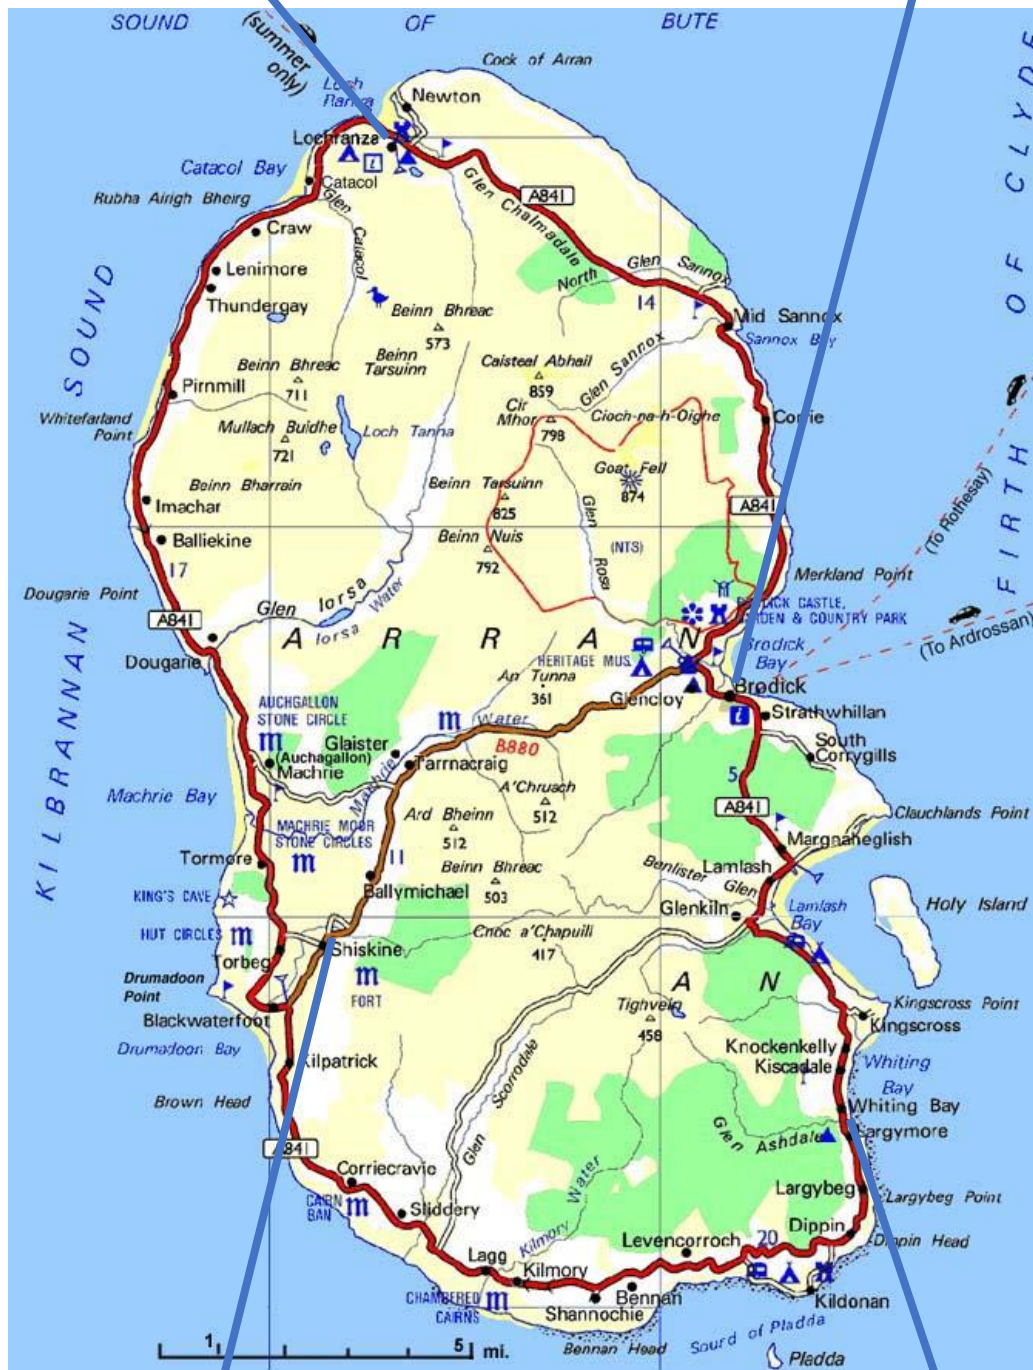 SOUND OF BUTE
(summer only)
Cock of Arran
Loch Ranza
Newton
Lochranza
Catacol Bay
Catacol
Rubha Airigh Bheirg
Glen Catacol
Glen Chalmadale
A841
Craw
Lenimore
Thundergay
North Glen Sannox
14
Mid Sannox
Sannox Bay
Beinn Bhreac
573
Beinn Tarsuinn
Caisteal Abhail
859
Glen Sannox
Beinn Bhreac
711
Pirnmill
Whitefarland Point
Mullach Buidhe
721
Loch Tanna
Cir Mhor
798
Cioch-na-h-Oighe
Corrie
Goat Fell
874
Beinn Bharrain
Beinn Tarsuinn
825
Imachar
Balliekine
17
Beinn Nuis
792
Glen Rosa
(NTS)
A841
Merkland Point
(To Rothesay)
FIRTH OF CLYDE
KILBRANNAN SOUND
Dougarie Point
A841
Glen Iorsa
Iorsa Water
ARRAN
CASTLE,
GARDEN & COUNTRY PARK
(To Ardrossan)
Dougarie
HERITAGE MUS.
Brodick Bay
An Tunna
361
Glencloy
Brodick
Strathwhillan
AUCHGALLON
STONE CIRCLE
(Auchagallon)
Machrie
Glaister
Machrie Water
B880
Tarrnacraig
South Corrygills
5
A841
Machrie Bay
A'Chruach
512
Clauchlands Point
MACHRIE MOOR
STONE CIRCLES
Ard Bheinn
512
Margnaheglish
Tormore
11
Beinn Bhreac
503
Benlister Glen
Lamlash
KING'S CAVE
Ballymichael
Lamlash Bay
Holy Island
HUT CIRCLES
Glenkiln
Cnoc a'Chapuill
417
Torbeg
Shiskine
Drumadoon Point
FORT
AN
Blackwaterfoot
Tighvein
458
Kingscross Point
Kingscross
Drumadoon Bay
Kilpatrick
Knockenkelly
Kiscadale
Whiting Bay
Brown Head
Glen Scorrodale
Whiting Bay
Largymore
Glen Ashdale
A841
Corriecravie
Largybeg
Largybeg Point
CAIRN BAN
Sliddery
Kilmory Water
Levencorroch
20
Dippin
Dippin Head
Lagg
Kilmory
Bennan
Kildonan
CHAMBERED
CAIRNS
Shannochie
1 5 mi.
Bennan Head
Sound of Pladda
Pladda